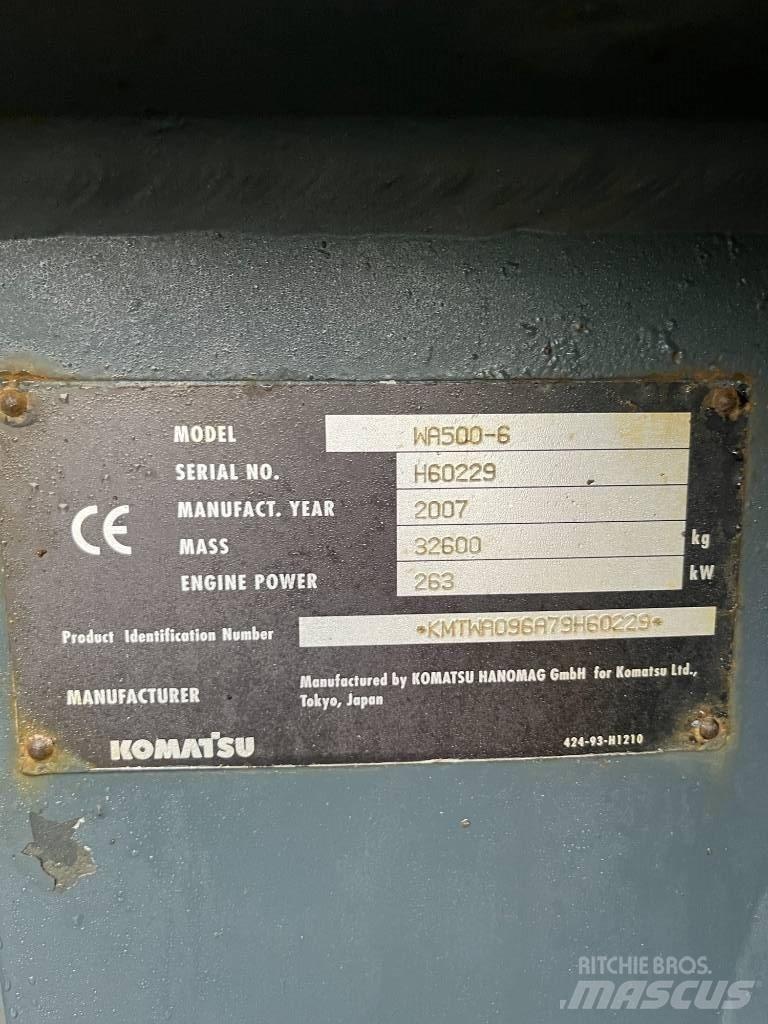 MODEL WA500-6
SERIAL NO. H60229
MANUFACT. YEAR 2007
CE
MASS 32600 kg
ENGINE POWER 263 kW
Product Identification Number *KMTWA096A79H60229*
MANUFACTURER Manufactured by KOMATSU HANOMAG GmbH for Komatsu Ltd.,
Tokyo, Japan
KOMATSU 424-93-H1210
RITCHIE BROS.
MASCUS